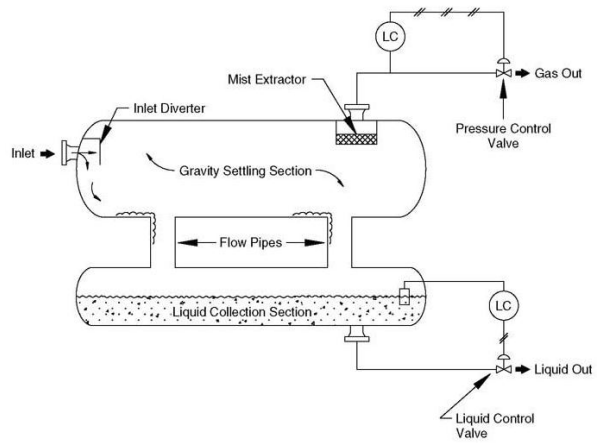 LC
Mist Extractor
Gas Out
Inlet Diverter
Pressure Control
Valve
Inlet
Gravity Settling Section
Flow Pipes
Liquid Collection Section
LC
Liquid Out
Liquid Control
Valve